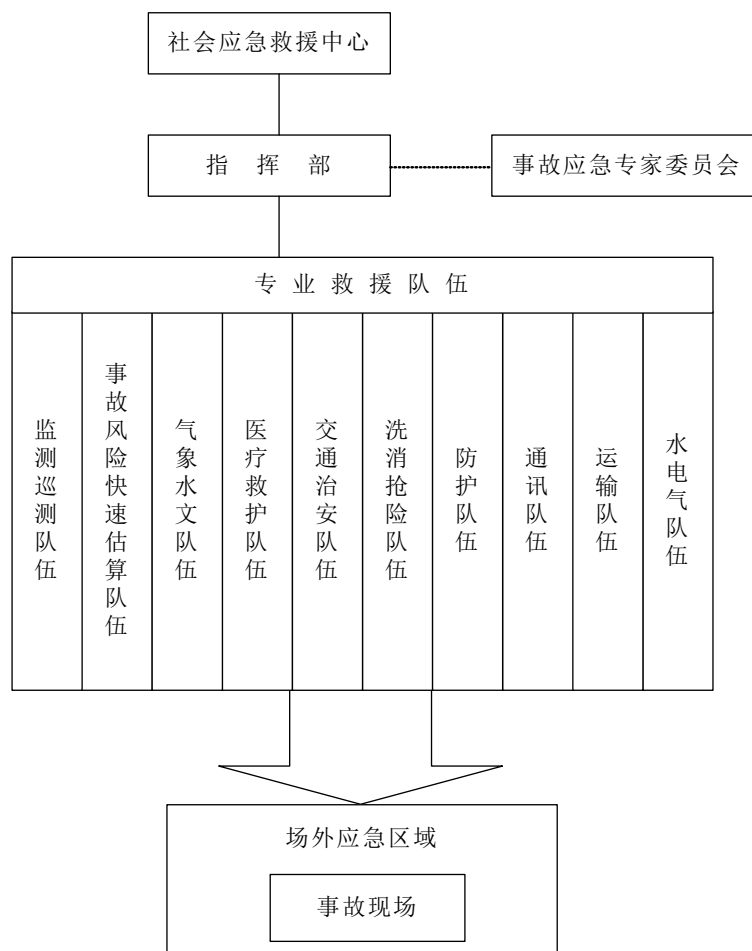 社会应急救援中心
指 挥 部
事故应急专家委员会
专 业 救 援 队 伍
监测巡测队伍
事故风险快速估算队伍
气象水文队伍
医疗救护队伍
交通治安队伍
洗消抢险队伍
防护队伍
通讯队伍
运输队伍
水电气队伍
场外应急区域
事故现场